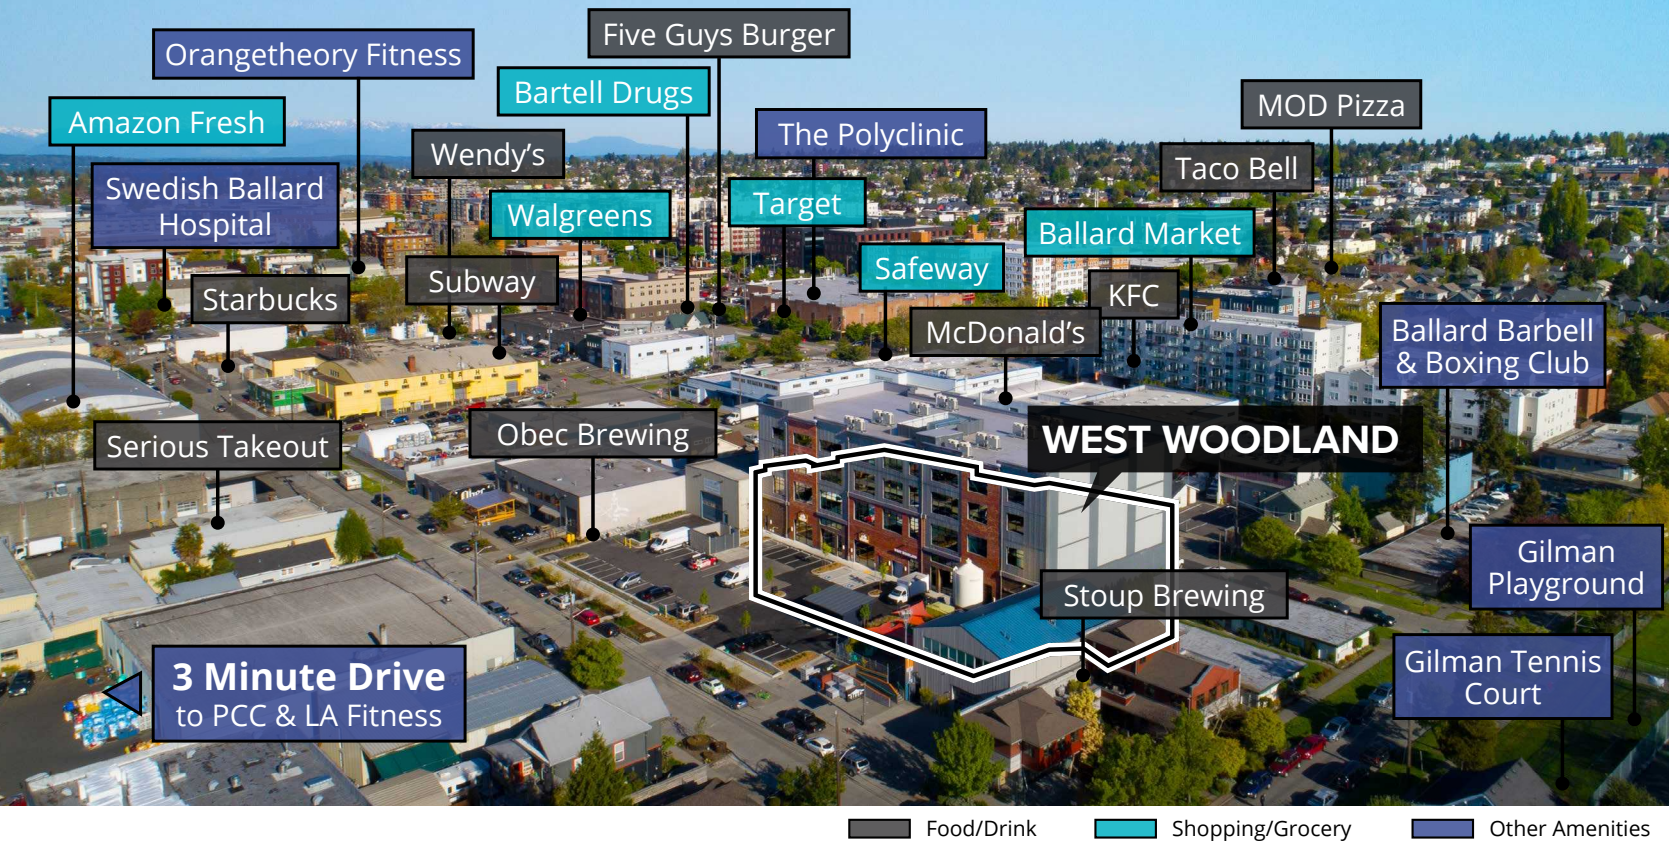 Five Guys Burger
Orangetheory Fitness
Bartell Drugs
MOD Pizza
Amazon Fresh
The Polyclinic
Wendy's
Taco Bell
Swedish Ballard
Hospital
Walgreens
Target
Ballard Market
Safeway
Subway
Starbucks
KFC
McDonald's
Ballard Barbell
& Boxing Club
Serious Takeout
Obec Brewing
WEST WOODLAND
Gilman
Playground
Stoup Brewing
3 Minute Drive
to PCC & LA Fitness
Gilman Tennis
Court
Food/Drink
Shopping/Grocery
Other Amenities